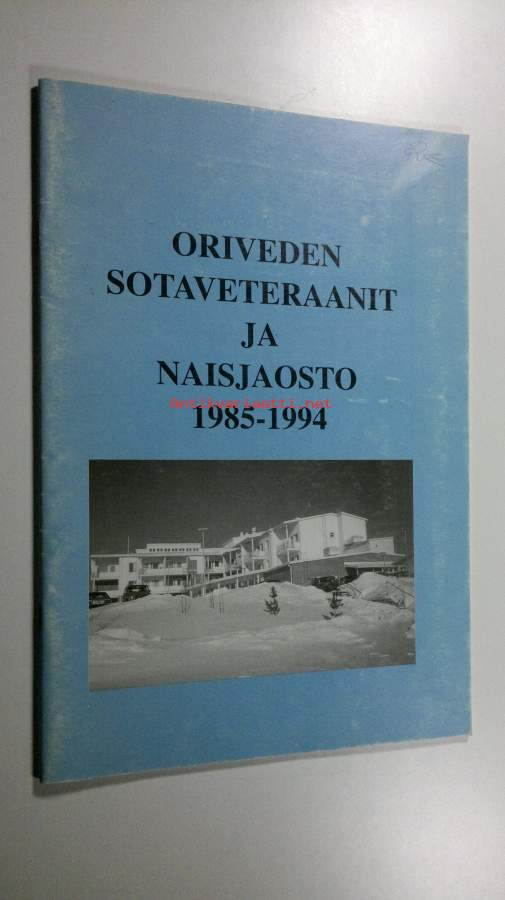 ORIVEDEN
SOTAVETERAANIT
JA
NAISJAOSTO
Antikvariaatti.net
1985-1994